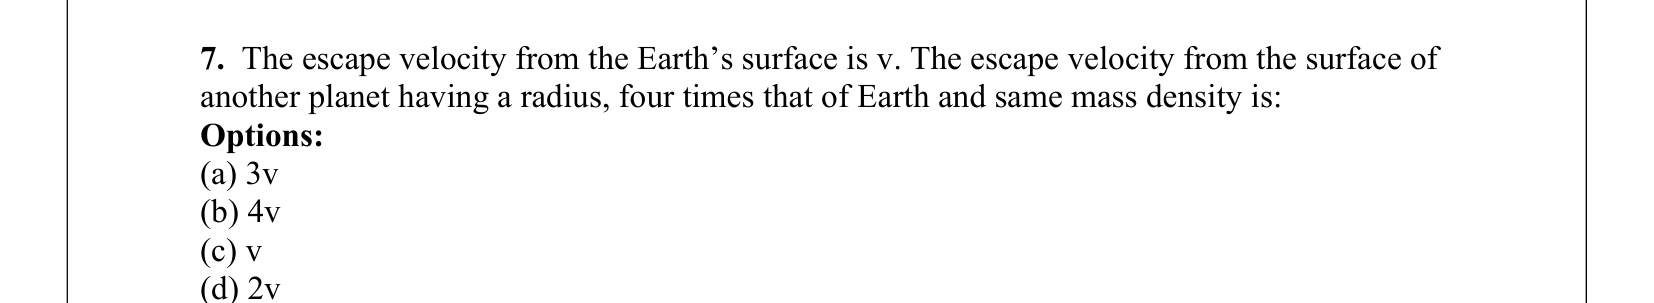 7. The escape velocity from the Earth’s surface is v. The escape velocity from the surface of
another planet having a radius, four times that of Earth and same mass density is:
Options:
(a) 3v
(b) 4v
(c) v
(d) 2v